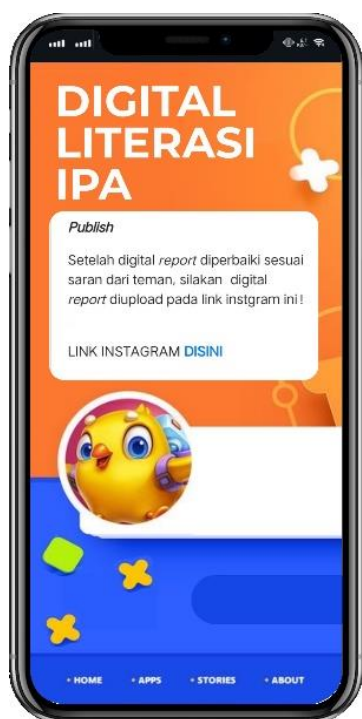 DIGITAL
LITERASI
IPA
Publish
Setelah digital report diperbaiki sesuai
saran dari teman, silakan digital
report diupload pada link instgram ini !
LINK INSTAGRAM DISINI
• HOME • APPS • STORIES • ABOUT